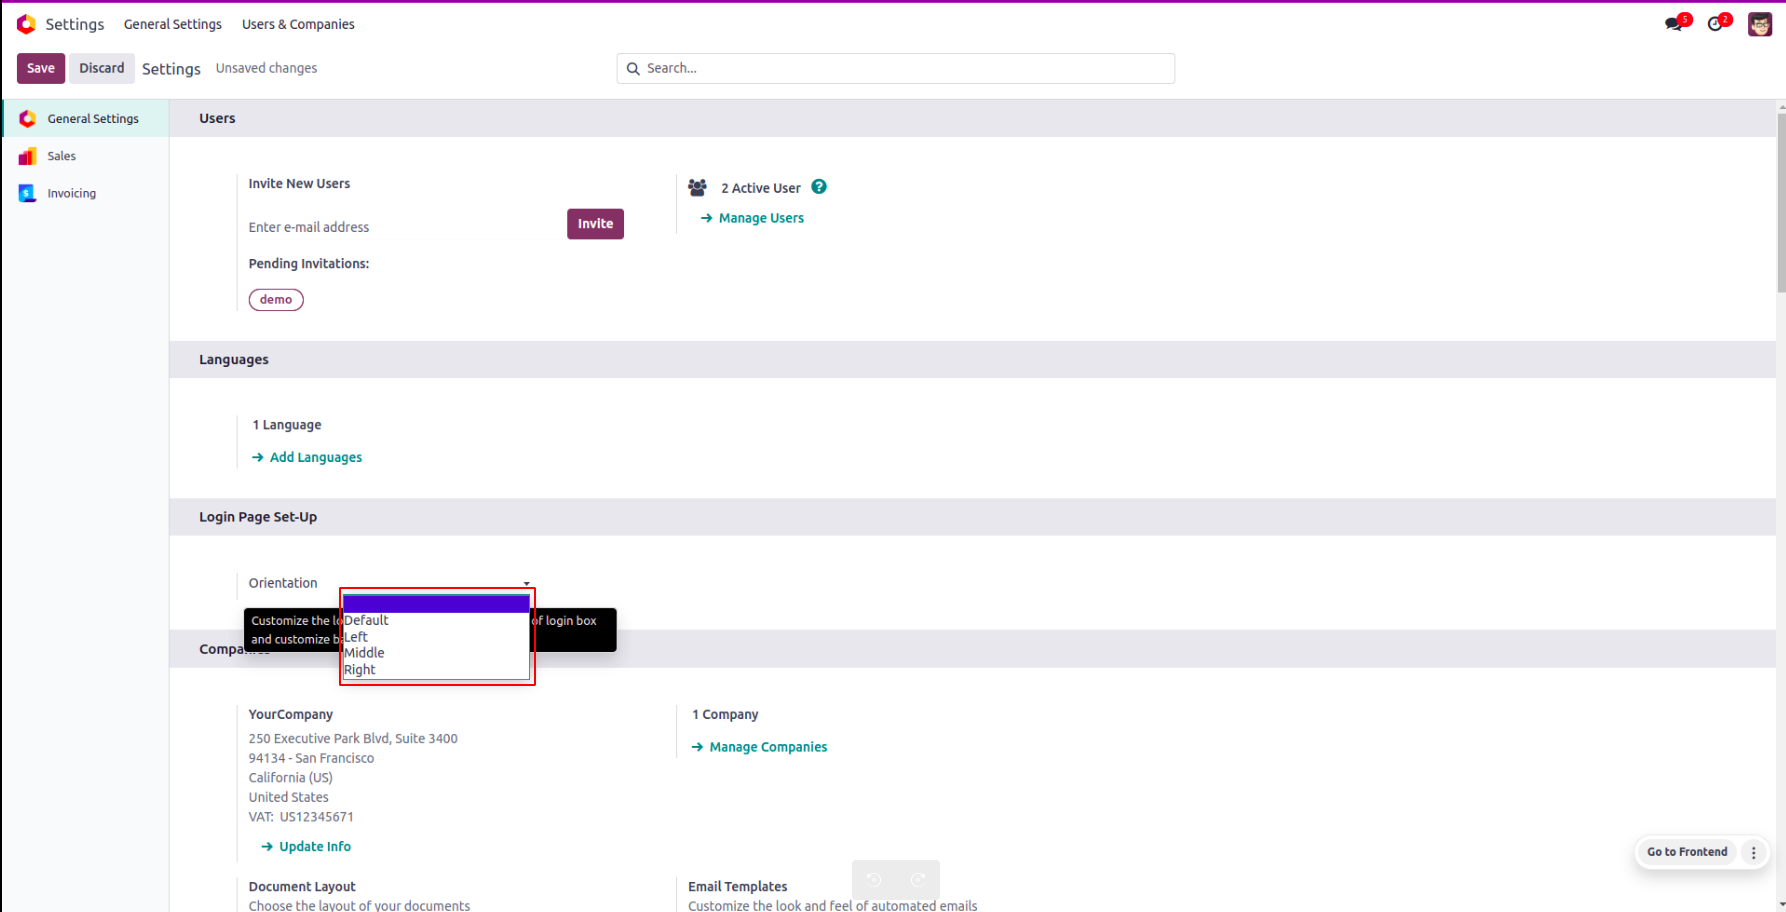 Settings General Settings Users & Companies 5 2
Save Discard Settings Unsaved changes Search...
General Settings
Sales
Invoicing
Users
Invite New Users
Enter e-mail address Invite
Pending Invitations:
demo
2 Active User ?
Manage Users
Languages
1 Language
Add Languages
Login Page Set-Up
Orientation
Customize the of login box
and customize
Default
Left
Middle
Right
Companies
YourCompany
250 Executive Park Blvd, Suite 3400
94134 - San Francisco
California (US)
United States
VAT: US12345671
Update Info
1 Company
Manage Companies
Document Layout
Choose the layout of your documents
Email Templates
Customize the look and feel of automated emails
Go to Frontend